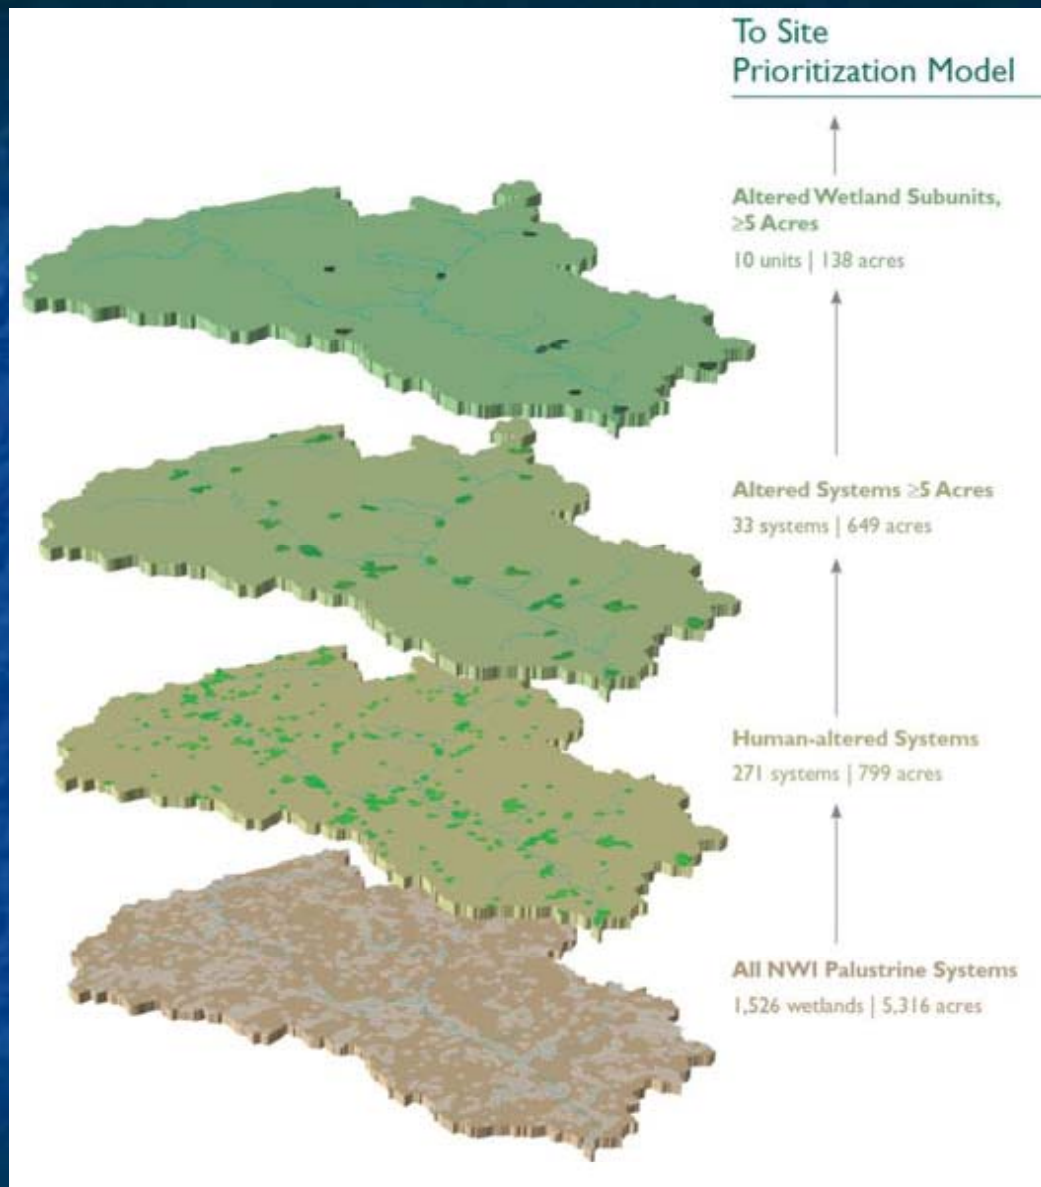 To Site
Prioritization Model
Altered Wetland Subunits,
≥5 Acres
10 units | 138 acres
Altered Systems ≥5 Acres
33 systems | 649 acres
Human-altered Systems
271 systems | 799 acres
All NWI Palustrine Systems
1,526 wetlands | 5,316 acres